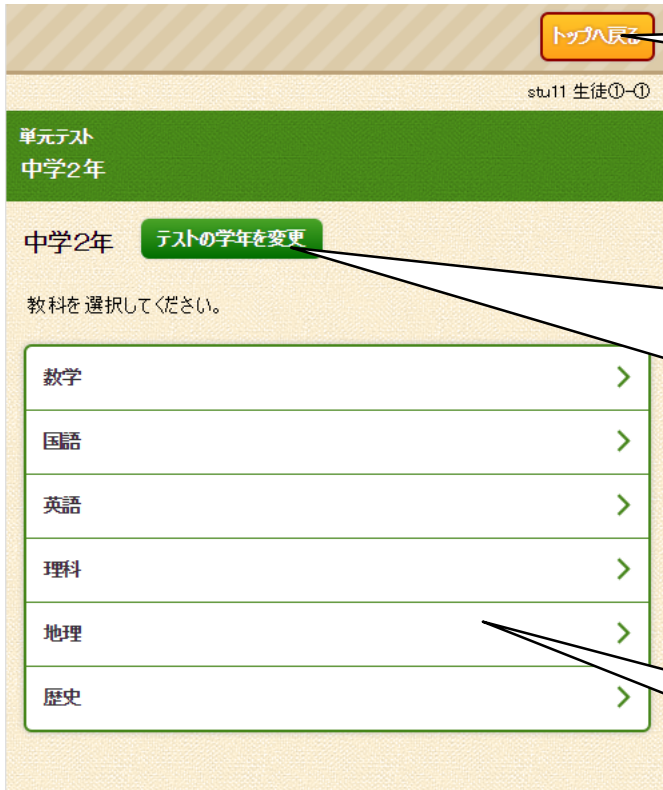 トップへ戻る
stu11 生徒①-①
単元テスト
中学2年
中学2年 テストの学年を変更
教科を選択してください。
数学
国語
英語
理科
地理
歴史